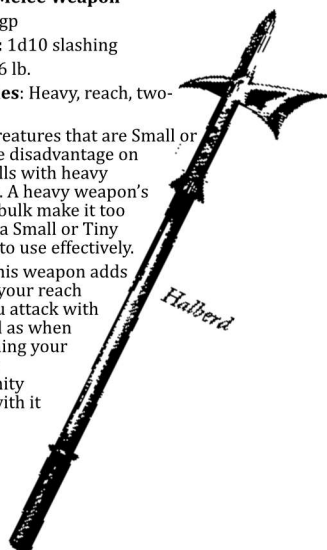 Melee Weapon
gp
: 1d10 slashing
6 lb.
es: Heavy, reach, two-
reatures that are Small or
e disadvantage on
lls with heavy
. A heavy weapon's
bulk make it too
a Small or Tiny
to use effectively.
his weapon adds
your reach
u attack with
l as when
ning your
nity
with it
Halberd